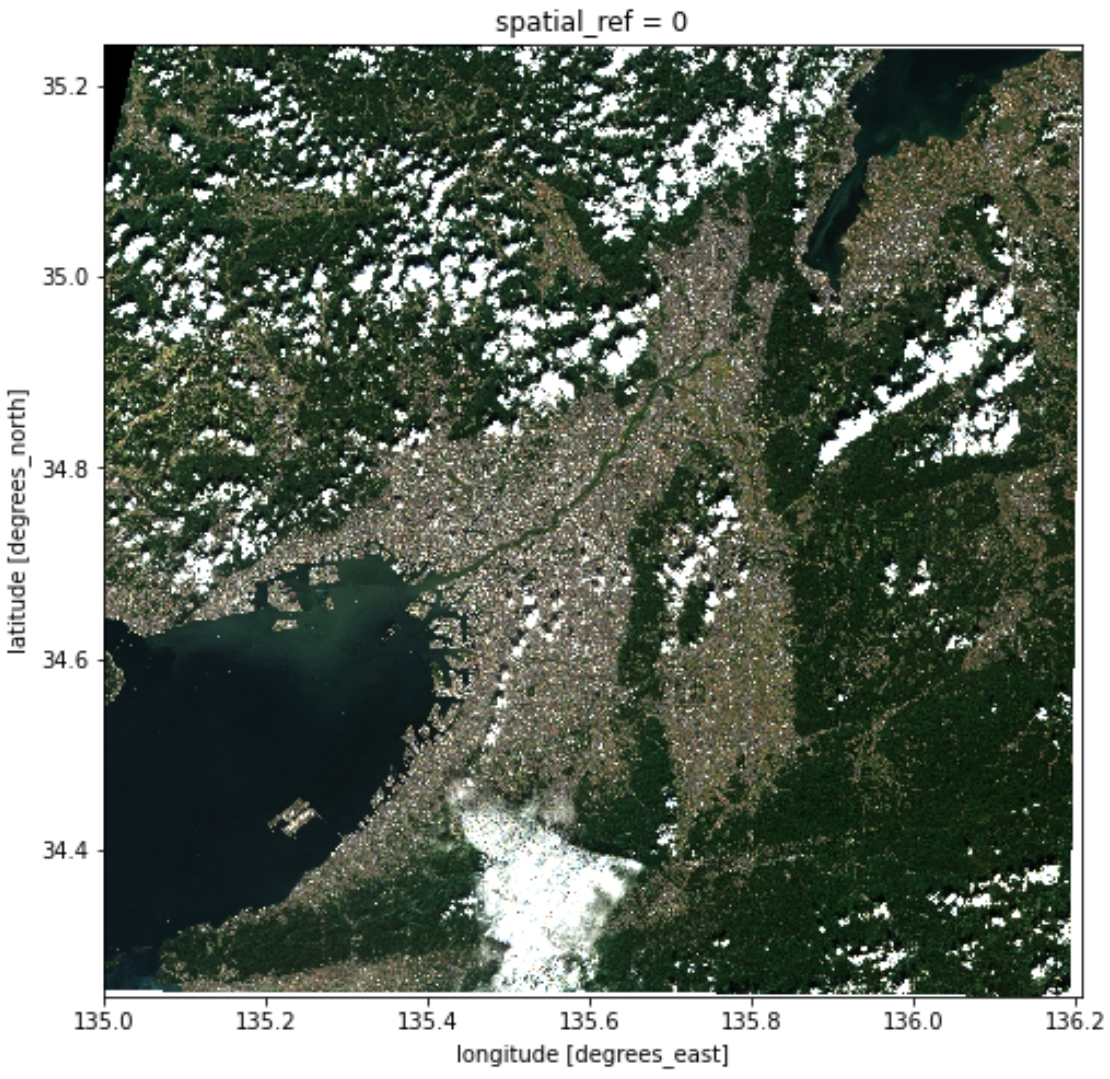 spatial_ref = 0
35.2
35.0
34.8
34.6
34.4
latitude [degrees_north]
135.0 135.2 135.4 135.6 135.8 136.0 136.2
longitude [degrees_east]